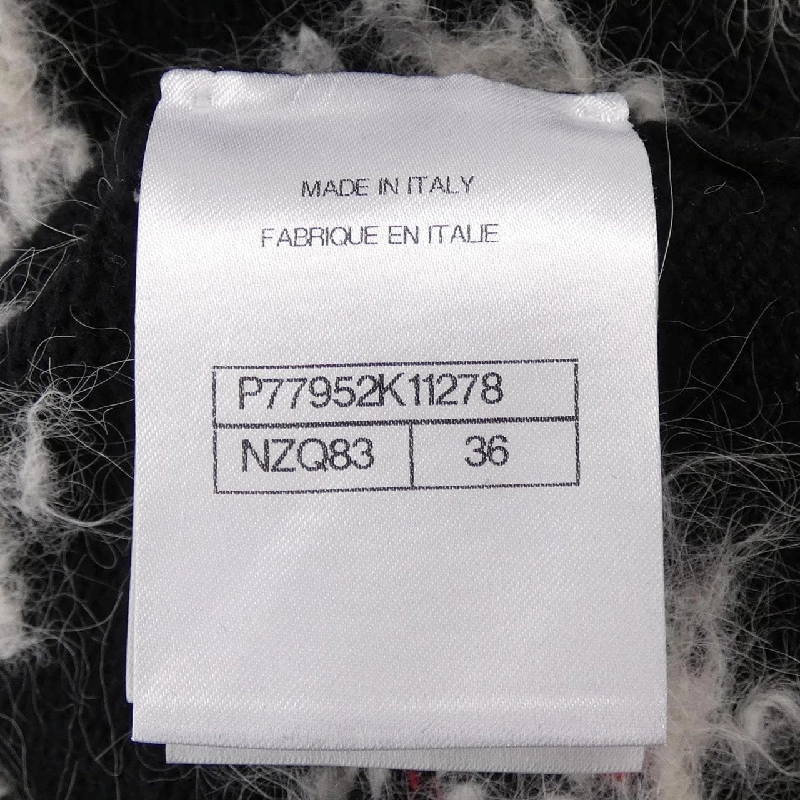 MADE IN ITALY
FABRIQUE EN ITALIE
P77952K11278
NZQ83 36